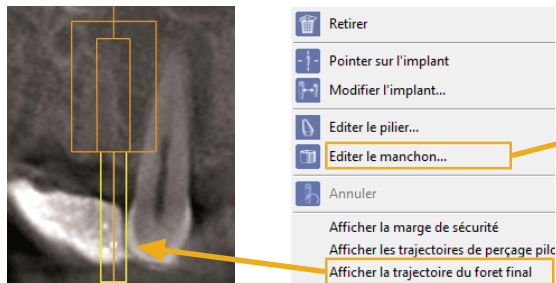 Retirer
Pointer sur l'implant
Modifier l'implant...
Editer le pilier...
Editer le manchon...
Annuler
Afficher la marge de sécurité
Afficher les trajectoires de perçage
Afficher la trajectoire du foret final